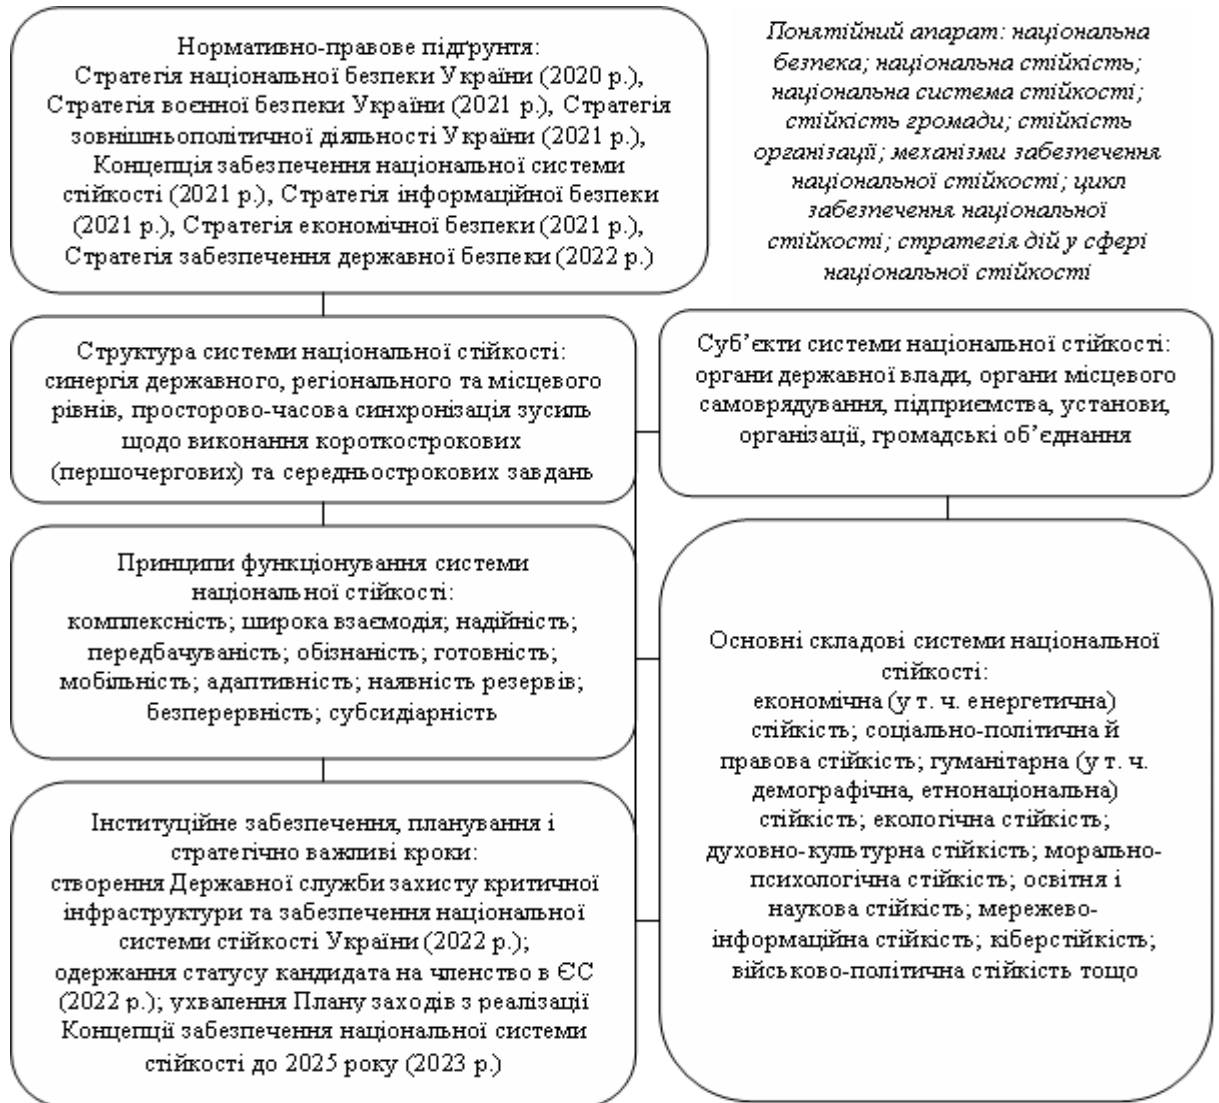 Нормативно-правове підґрунтя:
Стратегія національної безпеки України (2020 р.),
Стратегія воєнної безпеки України (2021 р.), Стратегія
зовнішньополітичної діяльності України (2021 р.),
Концепція забезпечення національної системи
стійкості (2021 р.), Стратегія інформаційної безпеки
(2021 р.), Стратегія економічної безпеки (2021 р.),
Стратегія забезпечення державної безпеки (2022 р.)
Понятійний апарат: національна
безпека; національна стійкість;
національна система стійкості;
стійкість громади; стійкість
організації; механізми забезпечення
національної стійкості; цикл
забезпечення національної
стійкості; стратегія дій у сфері
національної стійкості
Структура системи національної стійкості:
синергія державного, регіонального та місцевого
рівнів, просторово-часова синхронізація зусиль
щодо виконання короткострокових
(першочергових) та середньострокових завдань
Суб’єкти системи національної стійкості:
органи державної влади, органи місцевого
самоврядування, підприємства, установи,
організації, громадські об’єднання
Принципи функціонування системи
національної стійкості:
комплексність; широка взаємодія; надійність;
передбачуваність; обізнаність; готовність;
мобільність; адаптивність; наявність резервів;
безперервність; субсидіарність
Основні складові системи національної
стійкості:
економічна (у т. ч. енергетична)
стійкість; соціально-політична й
правова стійкість; гуманітарна (у т. ч.
демографічна, етнонаціональна)
стійкість; екологічна стійкість;
духовно-культурна стійкість; морально-
психологічна стійкість; освітня і
наукова стійкість; мережево-
інформаційна стійкість; кіберстійкість;
військово-політична стійкість тощо
Інституційне забезпечення, планування і
стратегічно важливі кроки:
створення Державної служби захисту критичної
інфраструктури та забезпечення національної
системи стійкості України (2022 р.);
одержання статусу кандидата на членство в ЄС
(2022 р.); ухвалення Плану заходів з реалізації
Концепції забезпечення національної системи
стійкості до 2025 року (2023 р.)